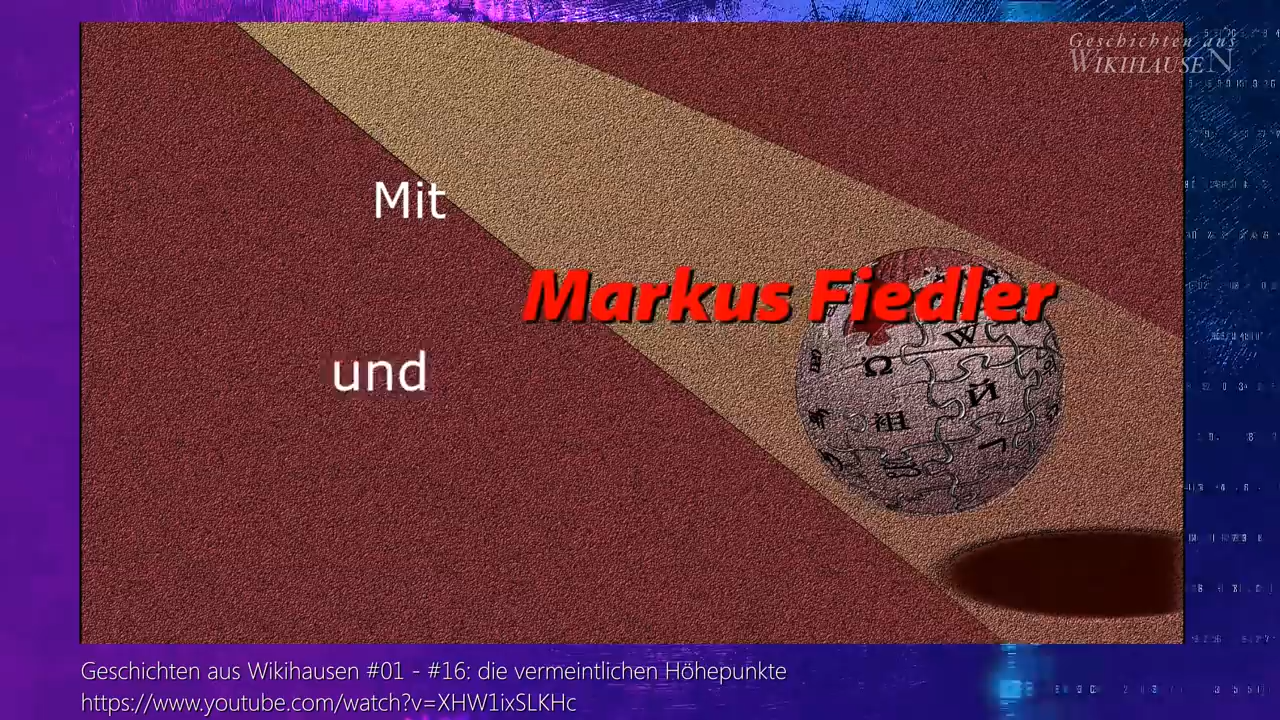 Geschichten aus
WIKIHAUSEN
Mit
Markus Fiedler
und
W
Ω
Й
祖
Geschichten aus Wikihausen #01 - #16: die vermeintlichen Höhepunkte
https://www.youtube.com/watch?v=XHW1ixSLKHc